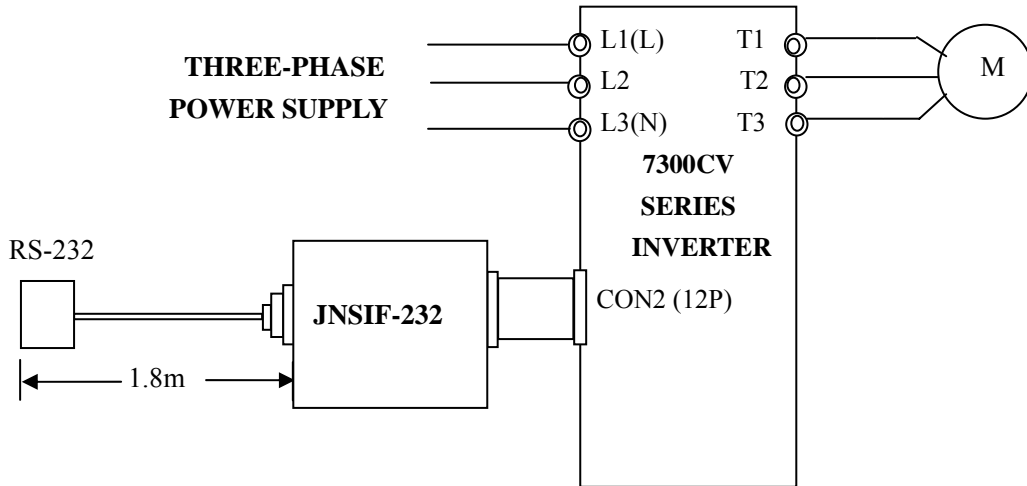 L1(L)
T1
THREE-PHASE
POWER SUPPLY
L2
T2
M
L3(N)
T3
7300CV
SERIES
INVERTER
RS-232
JNSIF-232
CON2 (12P)
1.8m